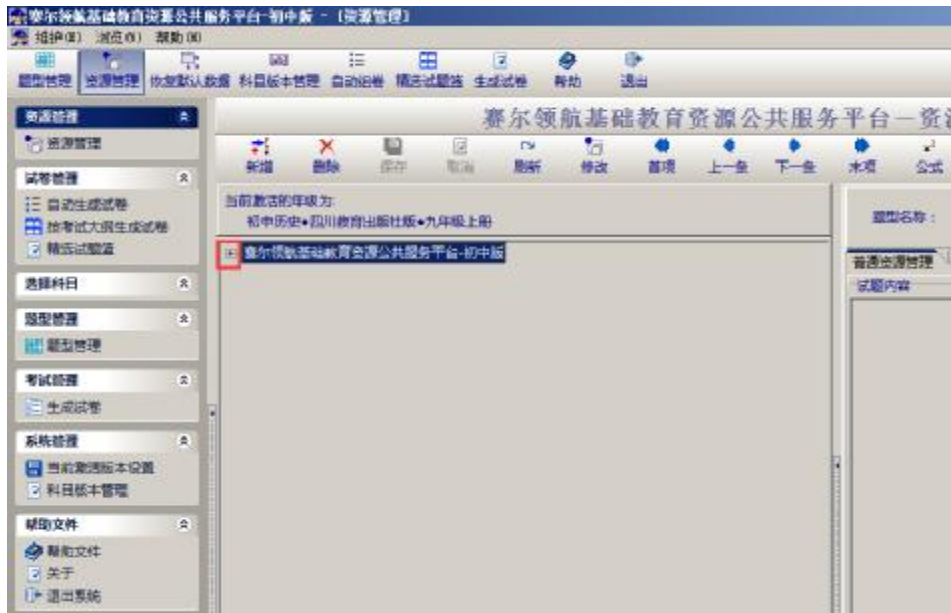 赛尔领航基础教育资源公共服务平台-初中版 - [资源管理]
维护(M) 浏览(V) 帮助(H)
题型管理 资源管理 恢复默认数据 科目版本管理 自动组卷 精选试题篮 生成试卷 帮助 退出
赛尔领航基础教育资源公共服务平台－资源
新增 删除 保存 取消 刷新 修改 首项 上一条 下一条 末项 公式
资源管理
资源管理
试卷管理
自动生成试卷
按考试大纲生成试卷
精选试题篮
选择科目
题型管理
题型管理
考试管理
生成试卷
系统管理
当前激活版本设置
科目版本管理
帮助文件
帮助文件
关于
退出系统
当前激活的年级为:
初中历史●四川教育出版社版●九年级上册
赛尔领航基础教育资源公共服务平台-初中版
题型名称：
普通资源管理
试题内容